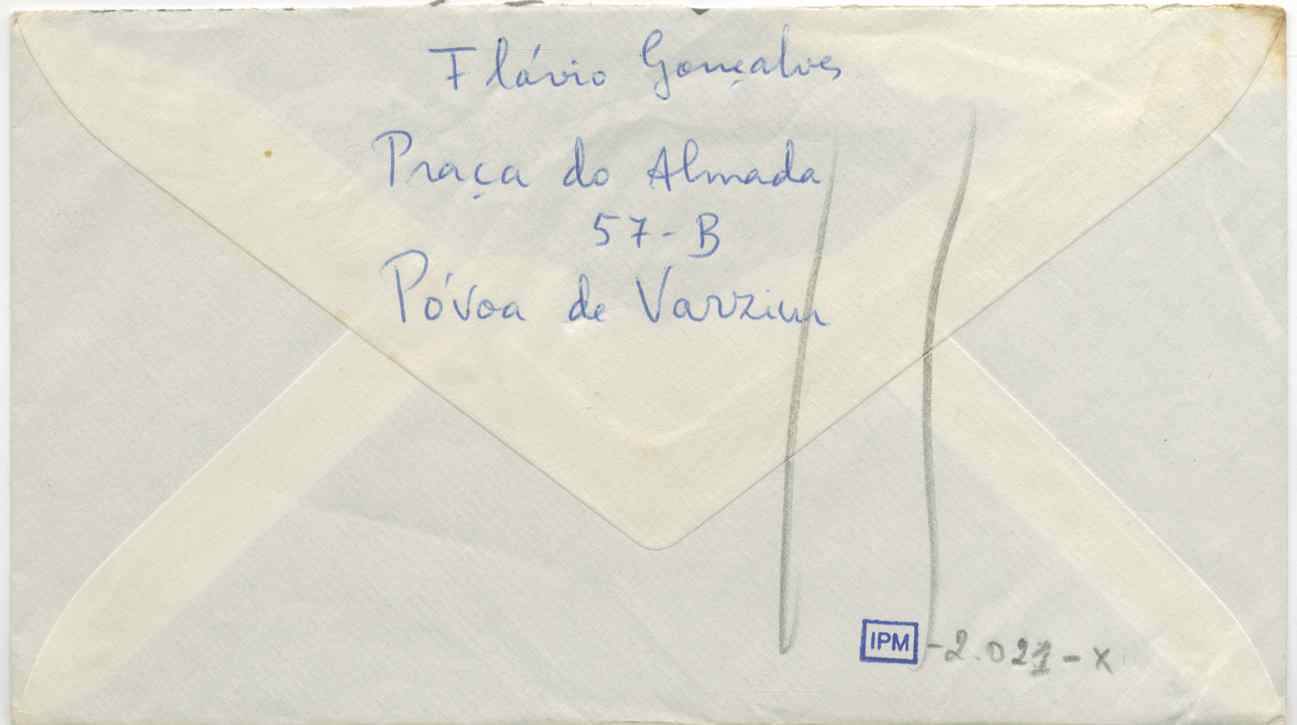 Flávio Gonçalves
Praça do Almada
57-B
Póvoa de Varzim
IPM -2.021-X